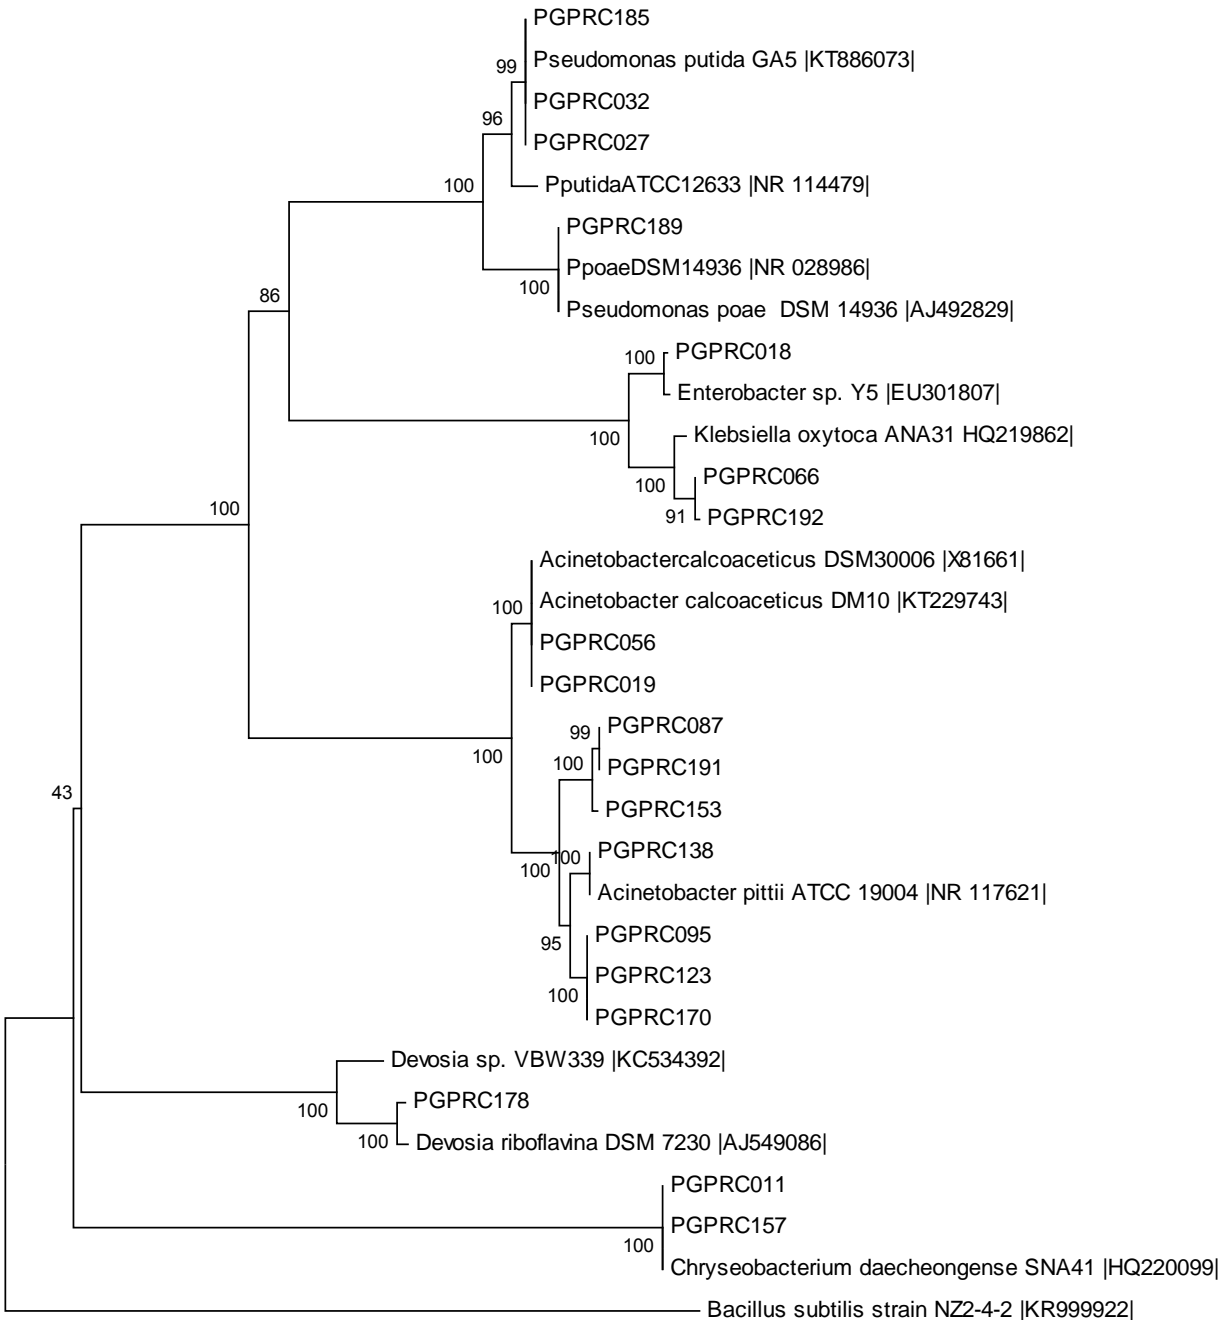 PGPRC185
Pseudomonas putida GA5 |KT886073|
99
PGPRC032
96
PGPRC027
100
PputidaATCC12633 |NR 114479|
PGPRC189
PpoaeDSM14936 |NR 028986|
100
86
Pseudomonas poae  DSM 14936 |AJ492829|
100
PGPRC018
Enterobacter sp. Y5 |EU301807|
100
Klebsiella oxytoca ANA31 HQ219862|
PGPRC066
100
91
PGPRC192
100
Acinetobactercalcoaceticus DSM30006 |X81661|
100
Acinetobacter calcoaceticus DM10 |KT229743|
PGPRC056
PGPRC019
100
99
PGPRC087
100
PGPRC191
43
PGPRC153
100
100
PGPRC138
Acinetobacter pittii ATCC 19004 |NR 117621|
95
PGPRC095
PGPRC123
100
PGPRC170
Devosia sp. VBW339 |KC534392|
100
PGPRC178
100
Devosia riboflavina DSM 7230 |AJ549086|
PGPRC011
PGPRC157
100
Chryseobacterium daecheongense SNA41 |HQ220099|
Bacillus subtilis strain NZ2-4-2 |KR999922|